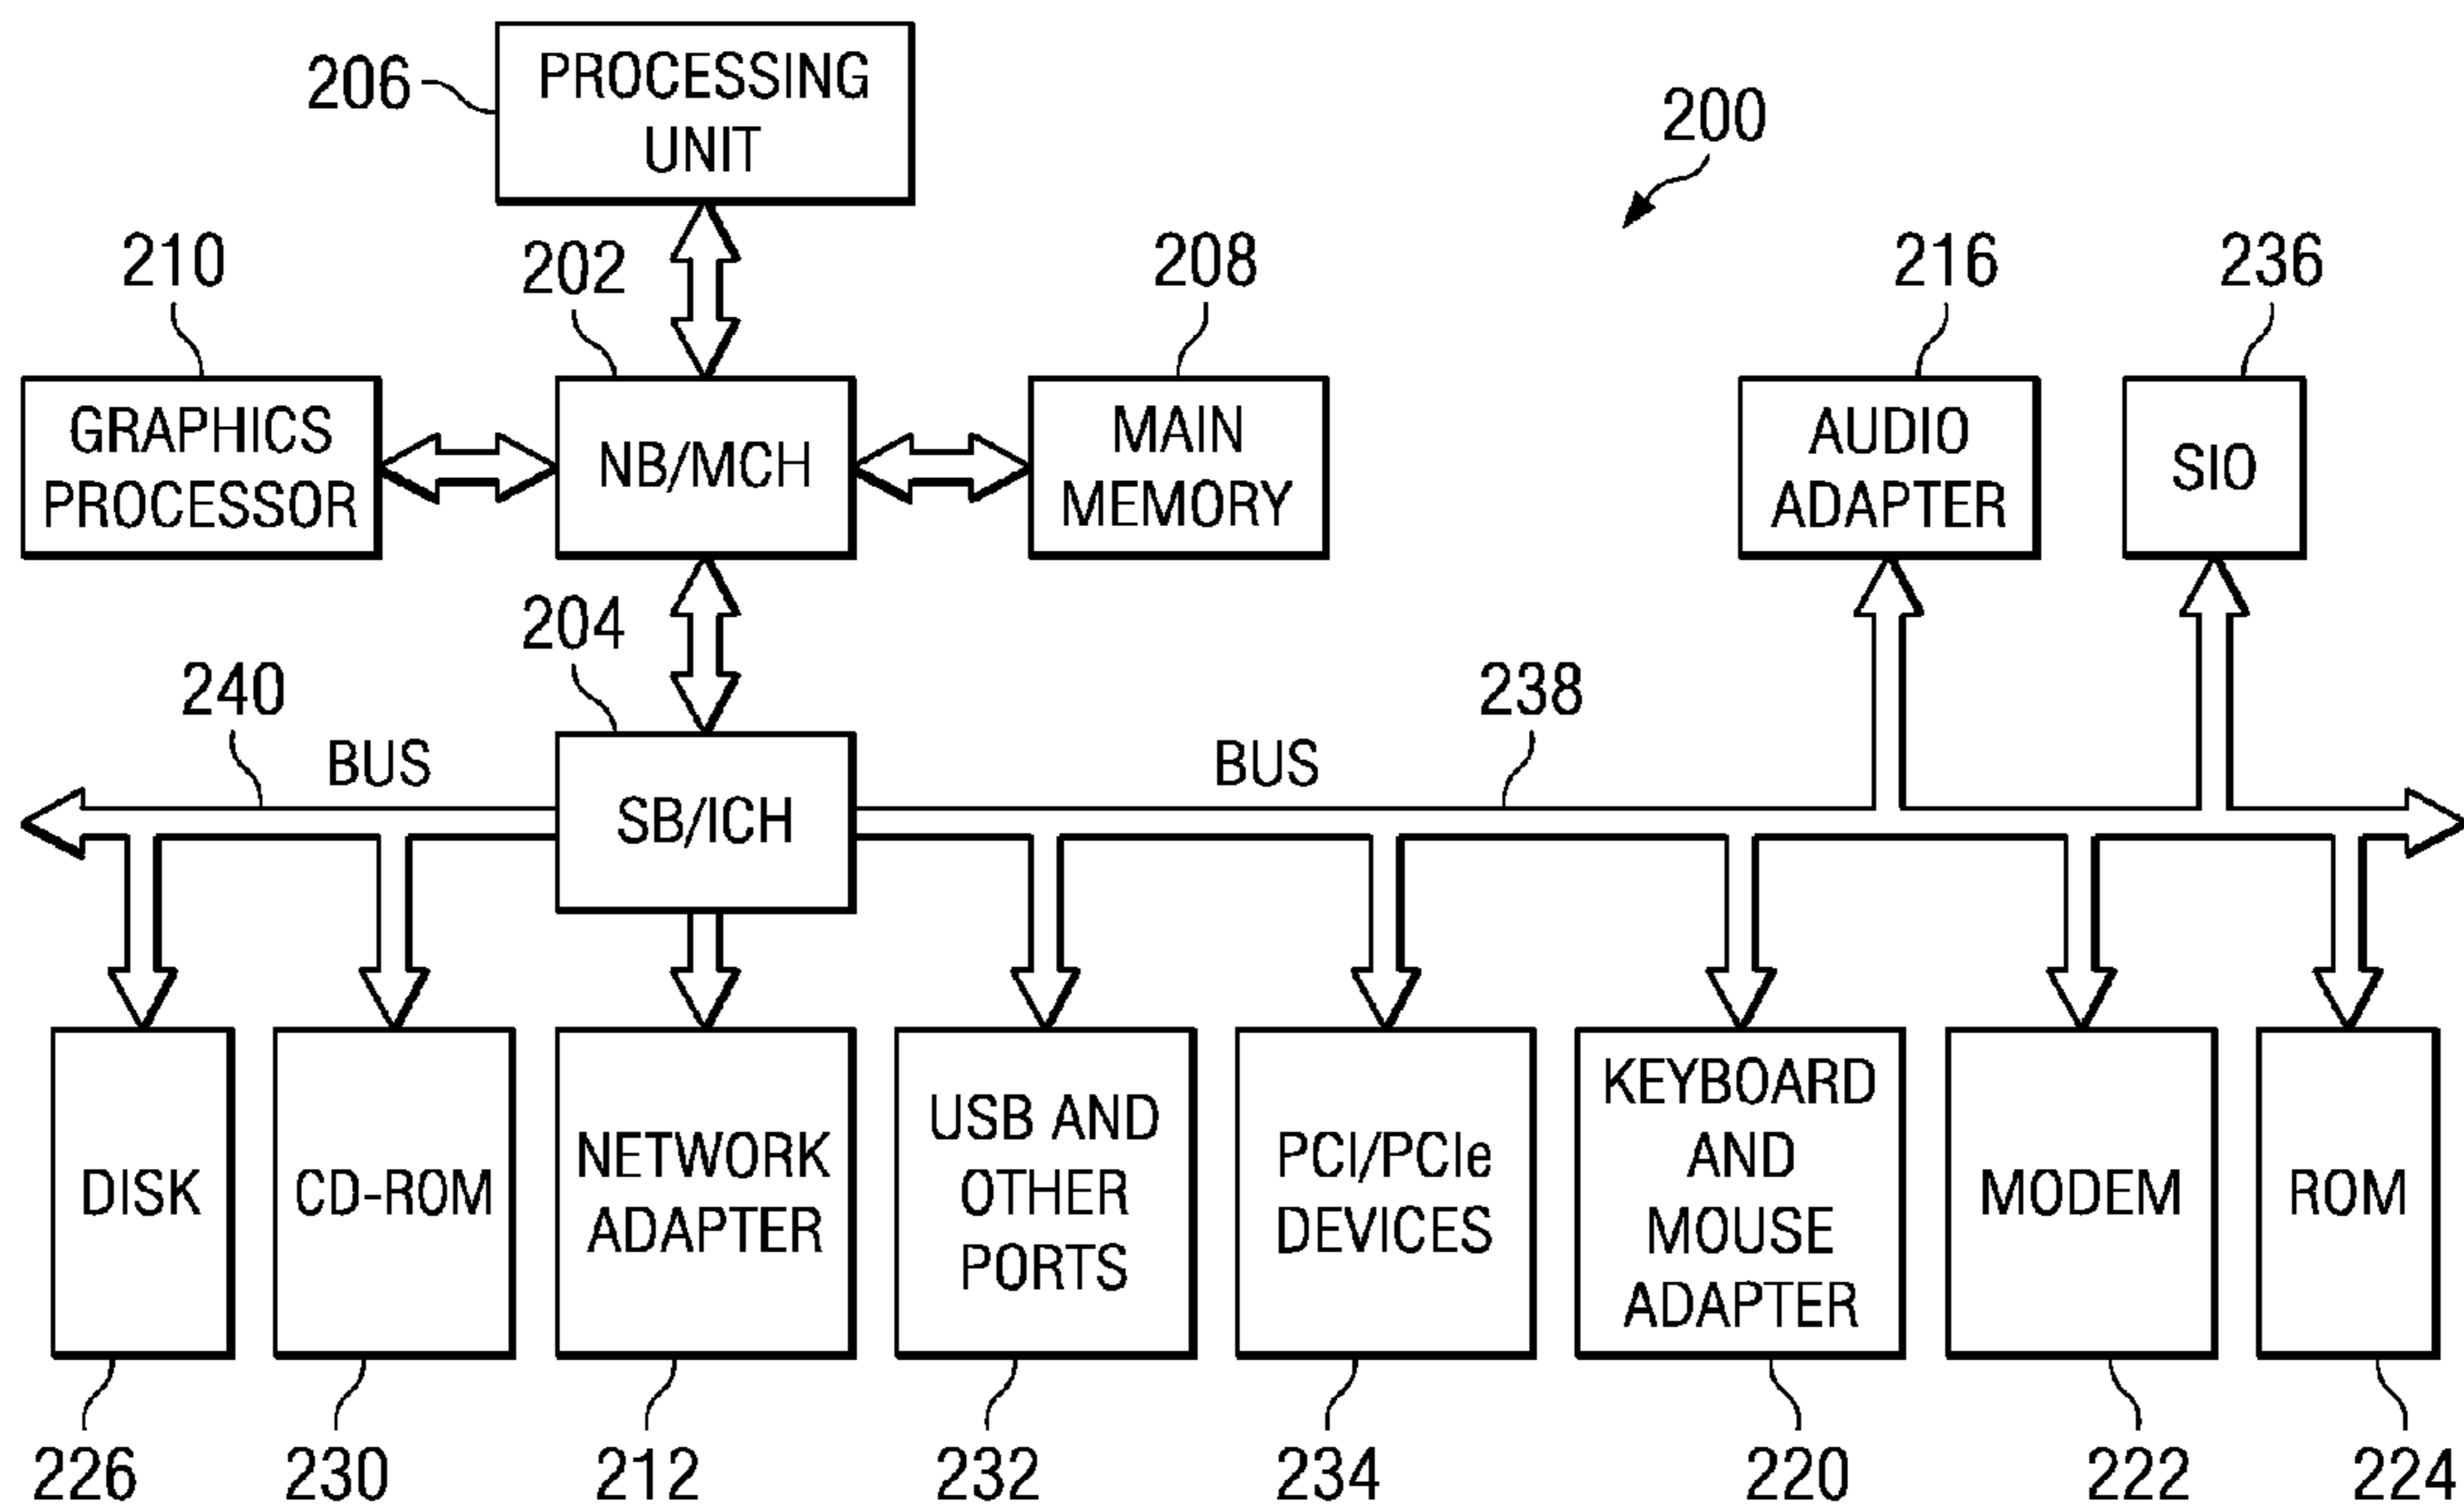 206
PROCESSING
UNIT
200
210
202
208
216
236
GRAPHICS
PROCESSOR
NB/MCH
MAIN
MEMORY
AUDIO
ADAPTER
SIO
204
240
BUS
SB/ICH
BUS
238
DISK
CD-ROM
NETWORK
ADAPTER
USB AND
OTHER
PORTS
PCI/PCIe
DEVICES
KEYBOARD
AND
MOUSE
ADAPTER
MODEM
ROM
226
230
212
232
234
220
222
224